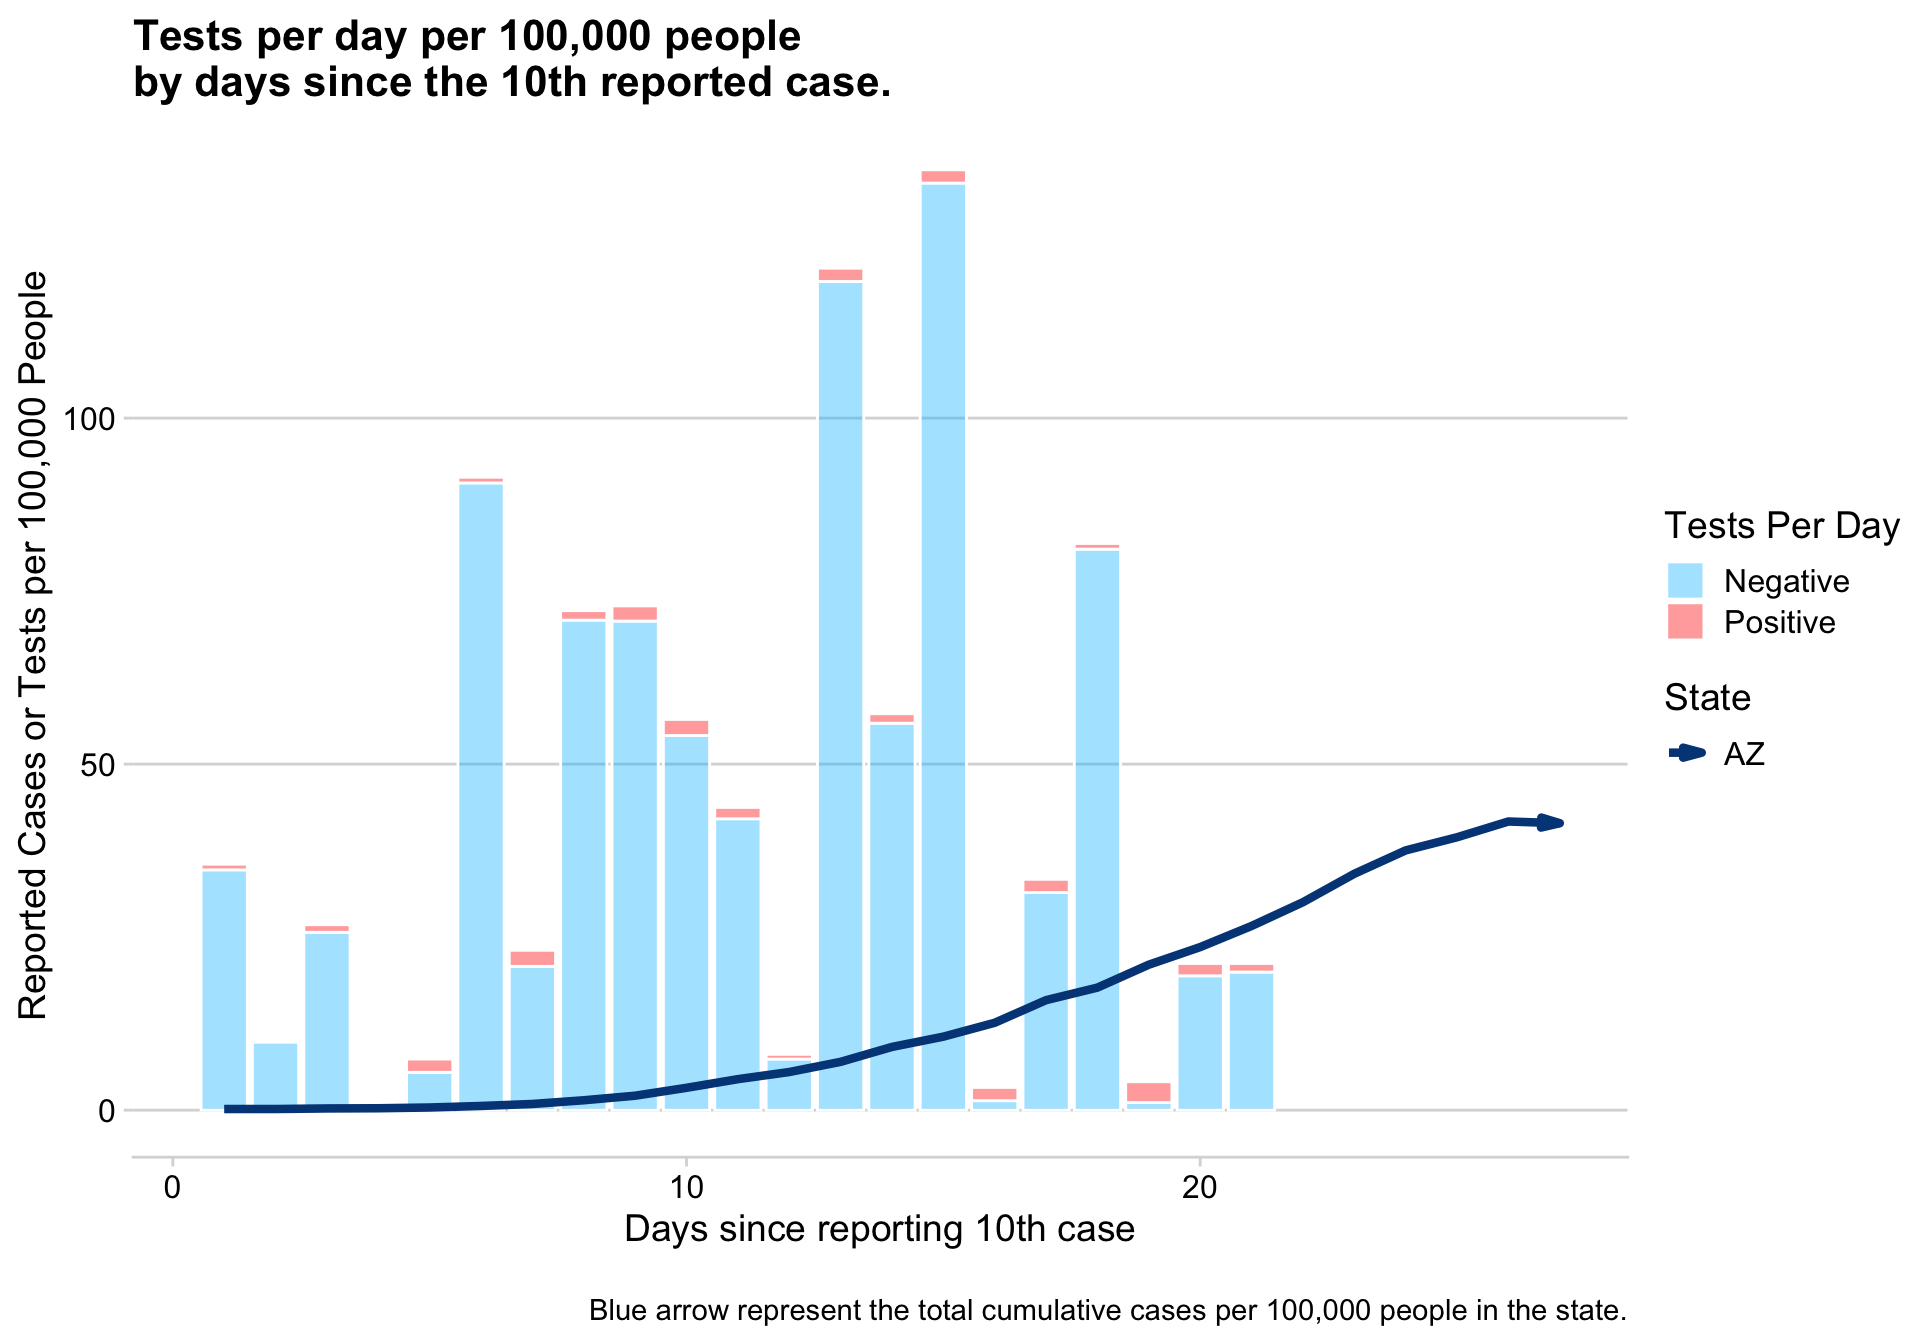 Tests per day per 100,000 people
by days since the 10th reported case.
Reported Cases or Tests per 100,000 People
100
50
0
0
10
20
Days since reporting 10th case
Tests Per Day
Negative
Positive
State
AZ
Blue arrow represent the total cumulative cases per 100,000 people in the state.